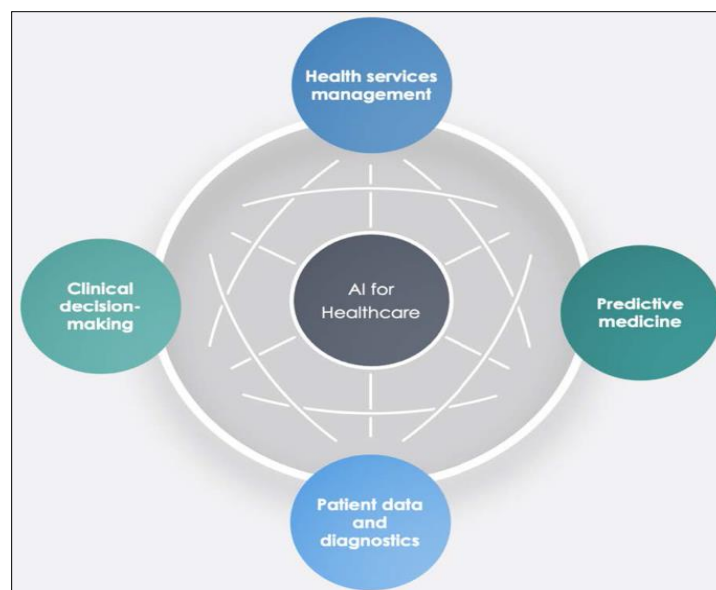 Health services
management
AI for
Healthcare
Clinical
decision-
making
Predictive
medicine
Patient data
and
diagnostics